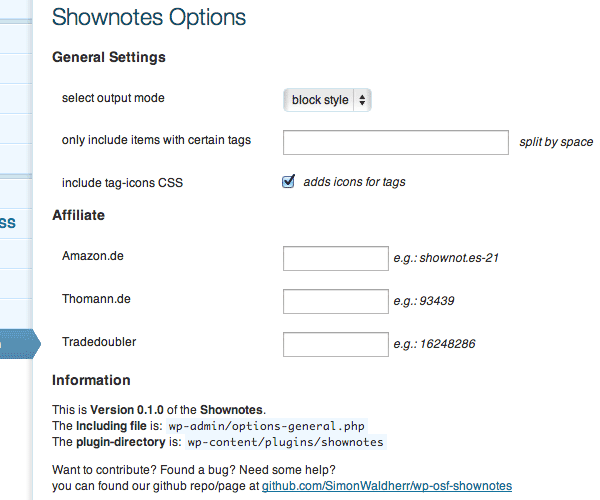 Shownotes Options
General Settings
select output mode block style
only include items with certain tags split by space
include tag-icons CSS adds icons for tags
ss
Affiliate
Amazon.de e.g.: shownot.es-21
Thomann.de e.g.: 93439
Tradedoubler e.g.: 16248286
Information
This is Version 0.1.0 of the Shownotes.
The Including file is: wp-admin/options-general.php
The plugin-directory is: wp-content/plugins/shownotes
Want to contribute? Found a bug? Need some help?
you can found our github repo/page at github.com/SimonWaldherr/wp-osf-shownotes